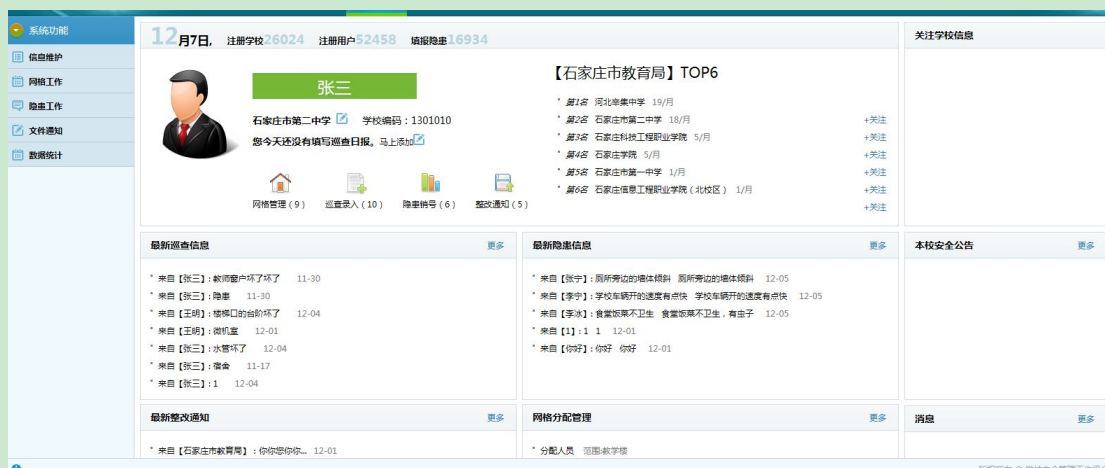 系统功能
信息维护
网格工作
隐患工作
文件通知
数据统计
12月7日, 注册学校26024 注册用户52458 填报隐患16934
张三
石家庄市第二中学 学校编码:1301010
您今天还没有填写巡查日报。马上添加
网格管理(9) 巡查录入(10) 隐患销号(6) 整改通知(5)
【石家庄市教育局】TOP6
第1名 河北辛集中学 19/月
第2名 石家庄市第二中学 18/月 +关注
第3名 石家庄科技工程职业学院 5/月 +关注
第4名 石家庄学院 5/月 +关注
第5名 石家庄市第一中学 1/月 +关注
第6名 石家庄信息工程职业学院(北校区) 1/月 +关注
+关注
关注学校信息
最新巡查信息 更多
来自【张三】:教师窗户坏了坏了 11-30
来自【张三】:隐患 11-30
来自【王明】:楼梯口的台阶坏了 12-04
来自【王明】:微机室 12-01
来自【张三】:水管坏了 12-04
来自【张三】:宿舍 11-17
来自【张三】:1 12-04
最新隐患信息 更多
来自【张宁】:厕所旁边的墙体倾斜 厕所旁边的墙体倾斜 12-05
来自【李宁】:学校车辆开的速度有点快 学校车辆开的速度有点快 12-05
来自【李冰】:食堂饭菜不卫生 食堂饭菜不卫生,有虫子 12-05
来自【1】:1 1 12-01
来自【你好】:你好 你好 12-01
本校安全公告 更多
最新整改通知 更多
来自【石家庄市教育局】:你你您你你... 12-01
网格分配管理 更多
分配人员 范围:教学楼
消息 更多